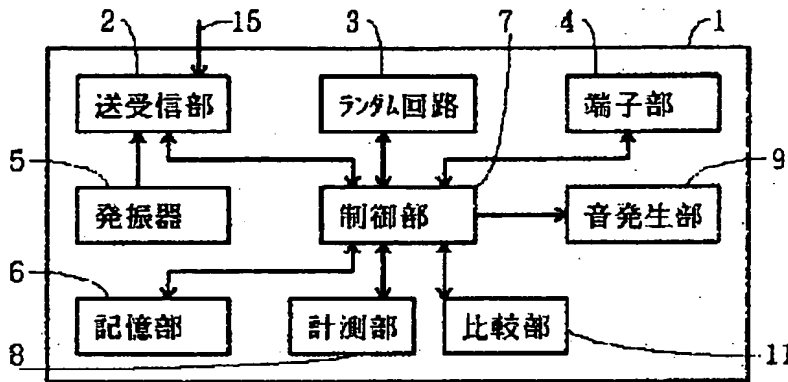 2 15 3 7 4 1
送受信部 ランダム回路 端子部
5 9
発振器 制御部 音発生部
6
記憶部 計測部 比較部
8 11